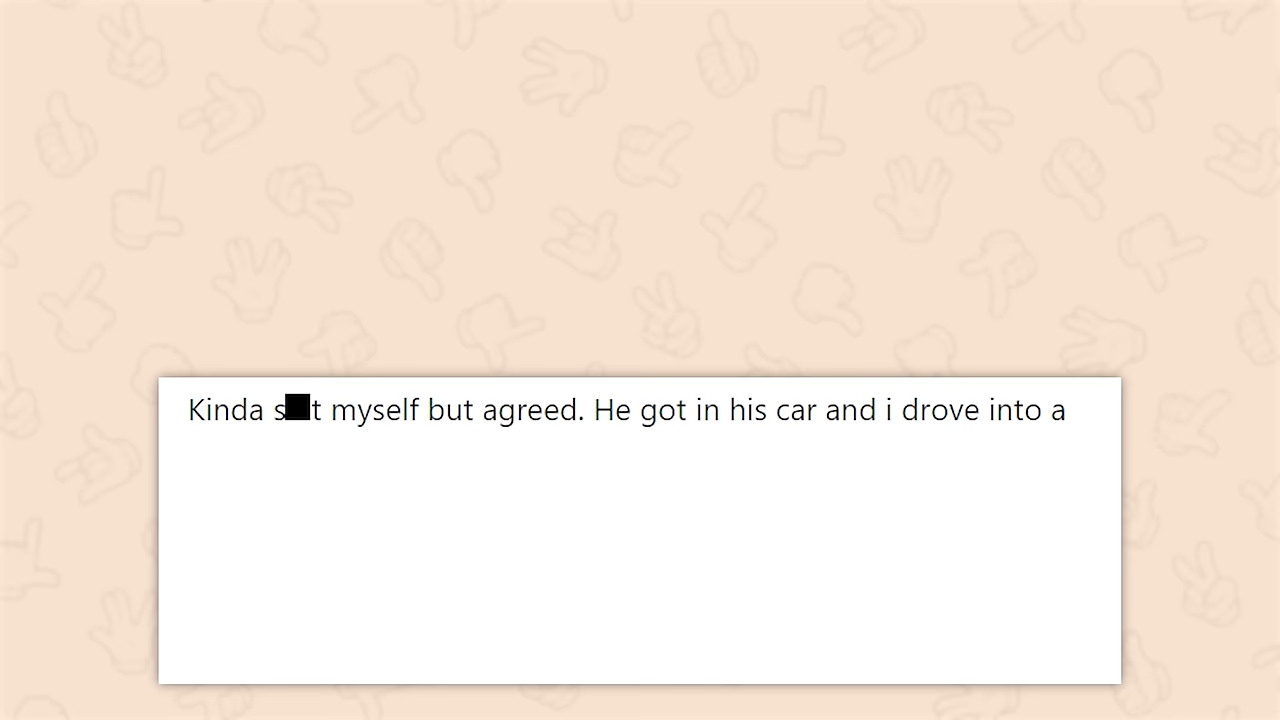 Kinda s■t myself but agreed. He got in his car and i drove into a